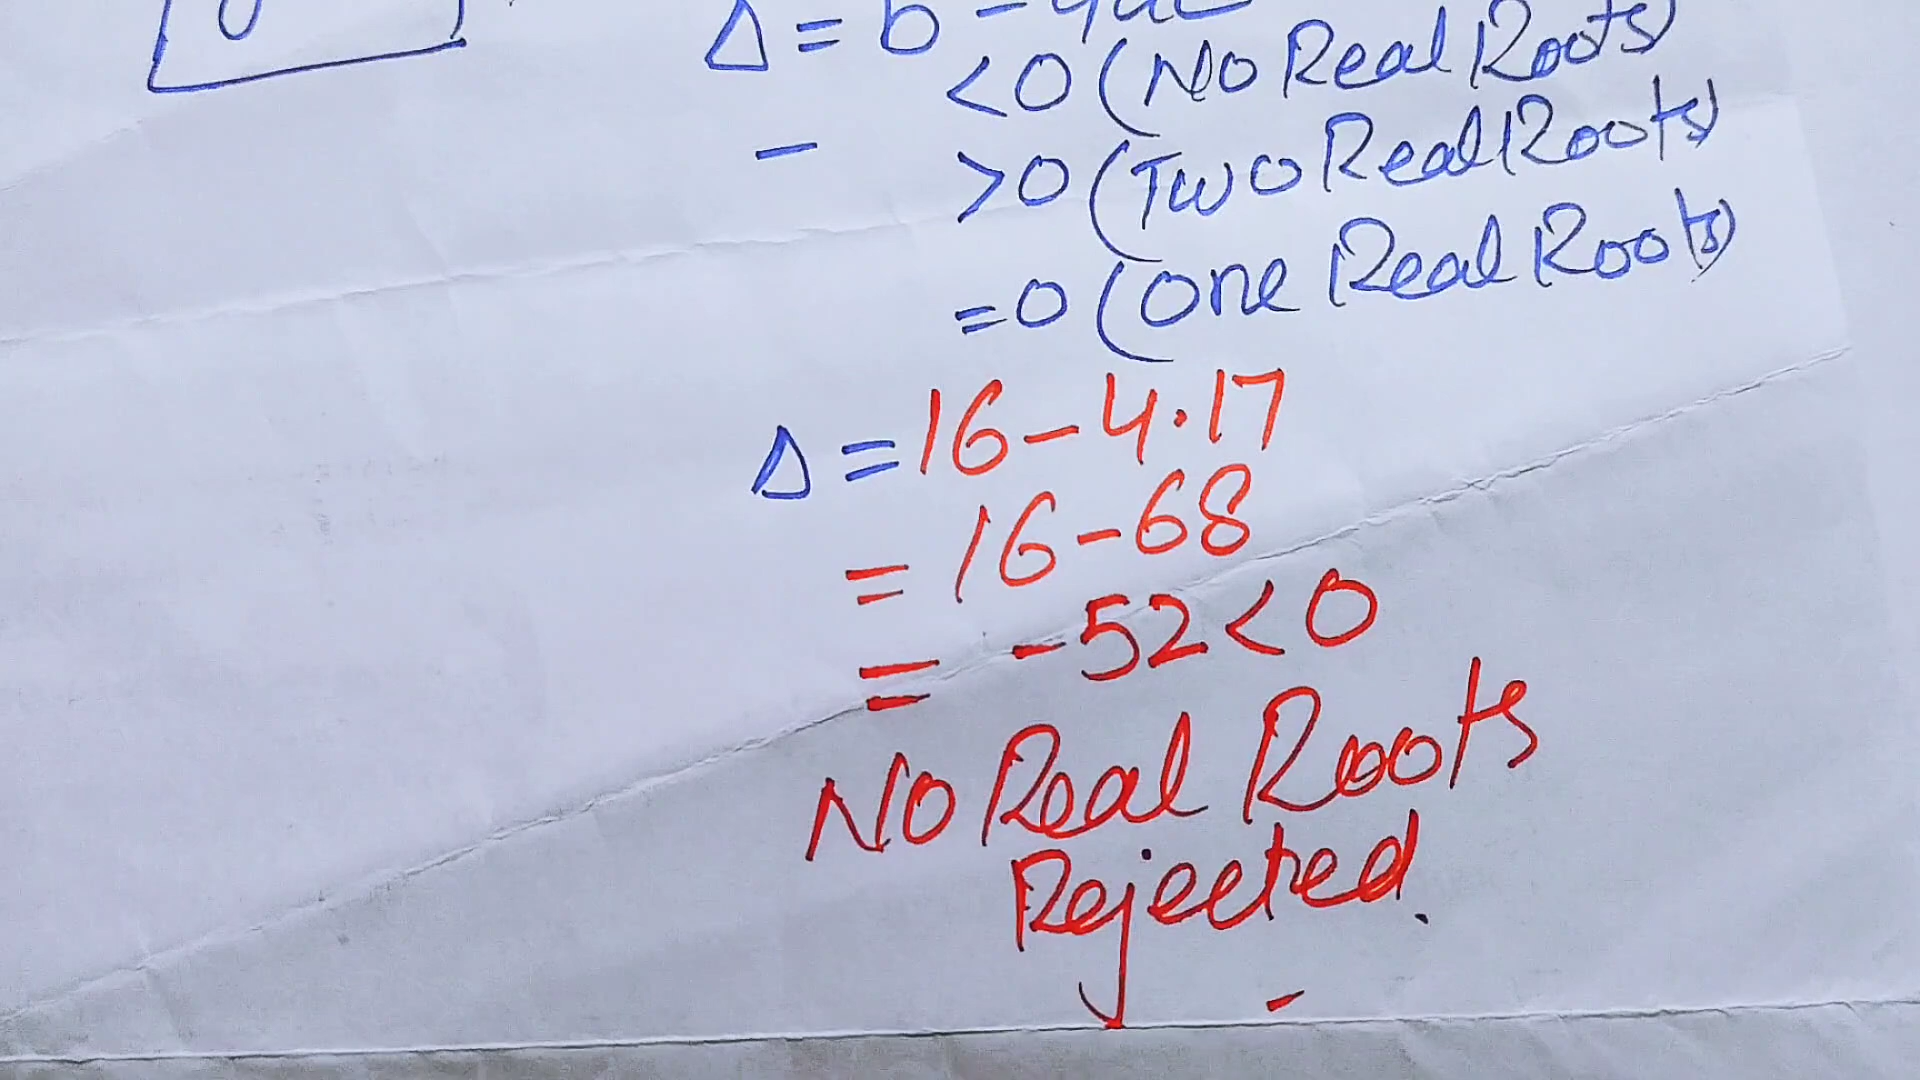 Δ = b - 4ac
<0 (No Real Roots)
- >0 (Two Real Roots)
=0 (One Real Roots)
Δ = 16 - 4.17
= 16 - 68
= -52 < 0
No Real Roots
Rejected.
-